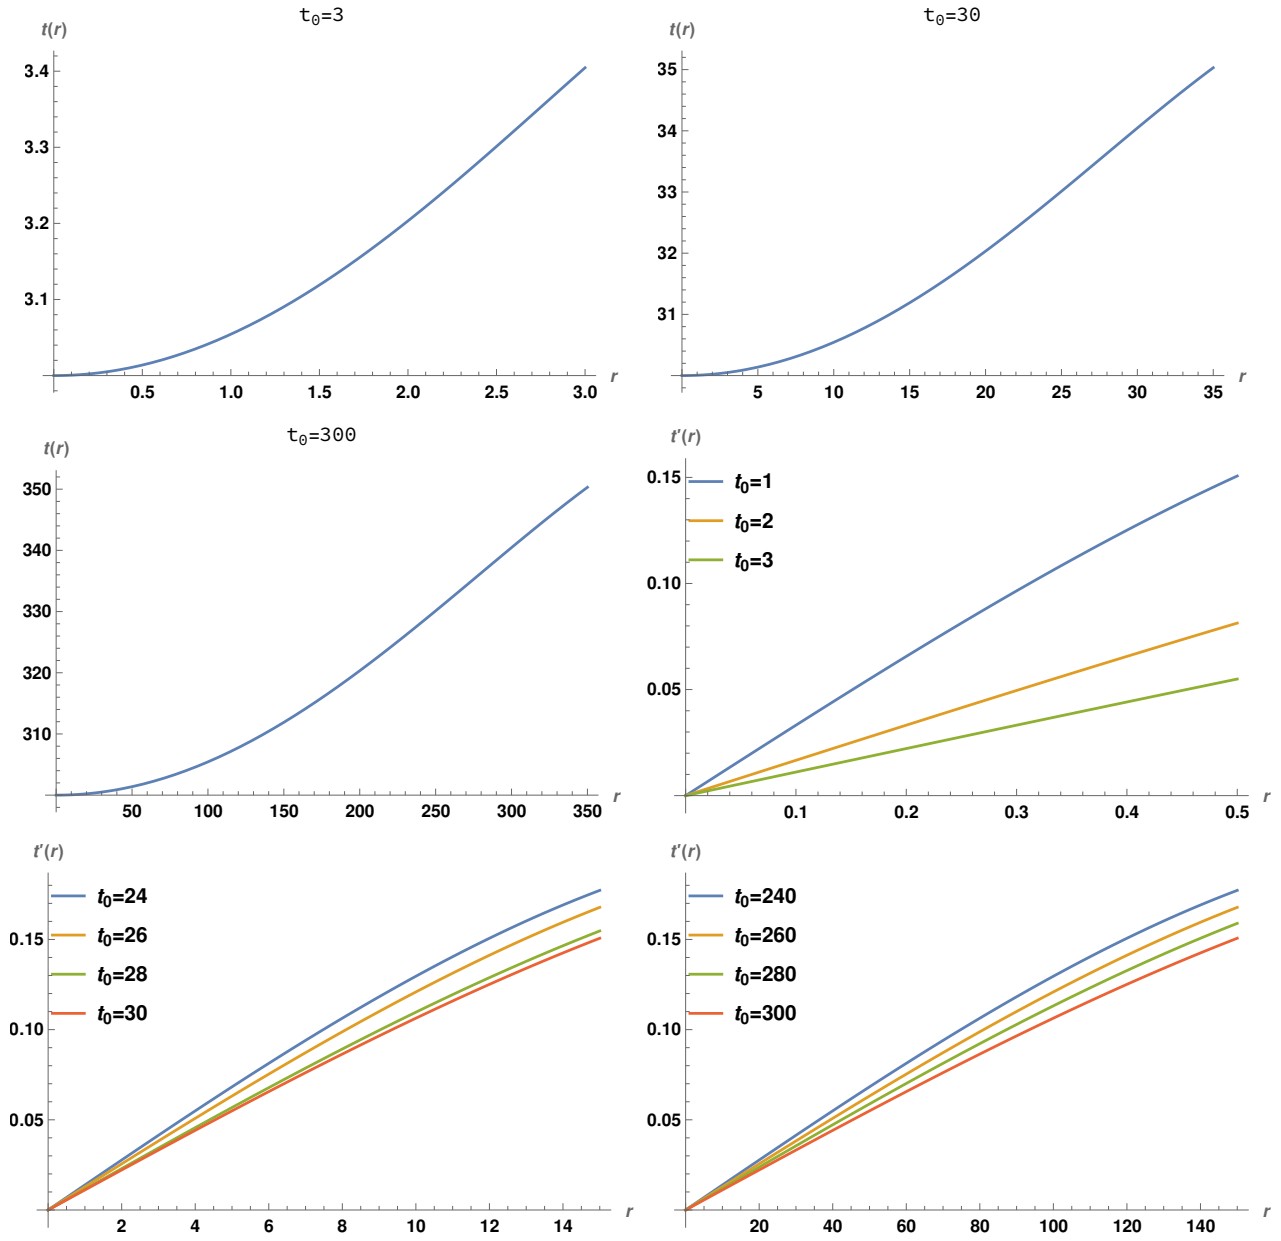 t₀=3
t(r)
3.4
3.3
3.2
3.1
0.5 1.0 1.5 2.0 2.5 3.0 r
t₀=30
t(r)
35
34
33
32
31
5 10 15 20 25 30 35 r
t₀=300
t(r)
350
340
330
320
310
50 100 150 200 250 300 350 r
t'(r)
0.15
0.10
0.05
t₀=1
t₀=2
t₀=3
0.1 0.2 0.3 0.4 0.5 r
t'(r)
t₀=24
t₀=26
t₀=28
t₀=30
0.15
0.10
0.05
2 4 6 8 10 12 14 r
t'(r)
t₀=240
t₀=260
t₀=280
t₀=300
0.15
0.10
0.05
20 40 60 80 100 120 140 r